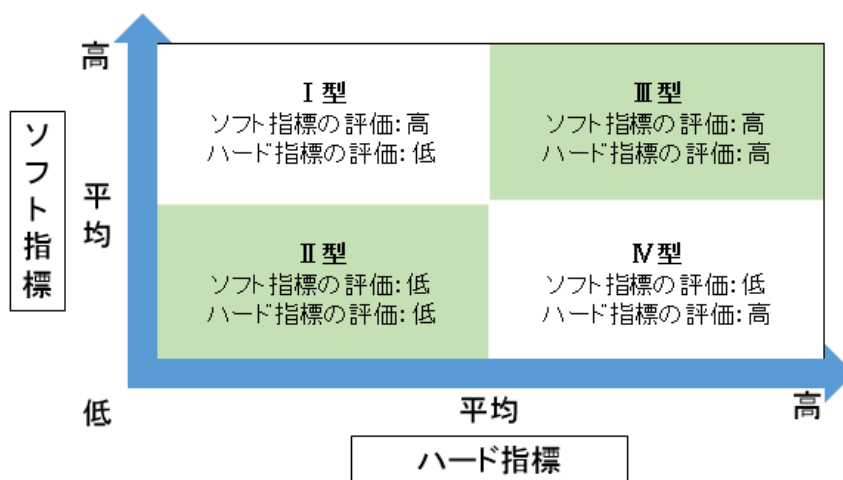 高
ソフト指標
平均
低
Ⅰ型
ソフト指標の評価:高
ハード指標の評価:低
Ⅲ型
ソフト指標の評価:高
ハード指標の評価:高
Ⅱ型
ソフト指標の評価:低
ハード指標の評価:低
Ⅳ型
ソフト指標の評価:低
ハード指標の評価:高
平均
高
ハード指標